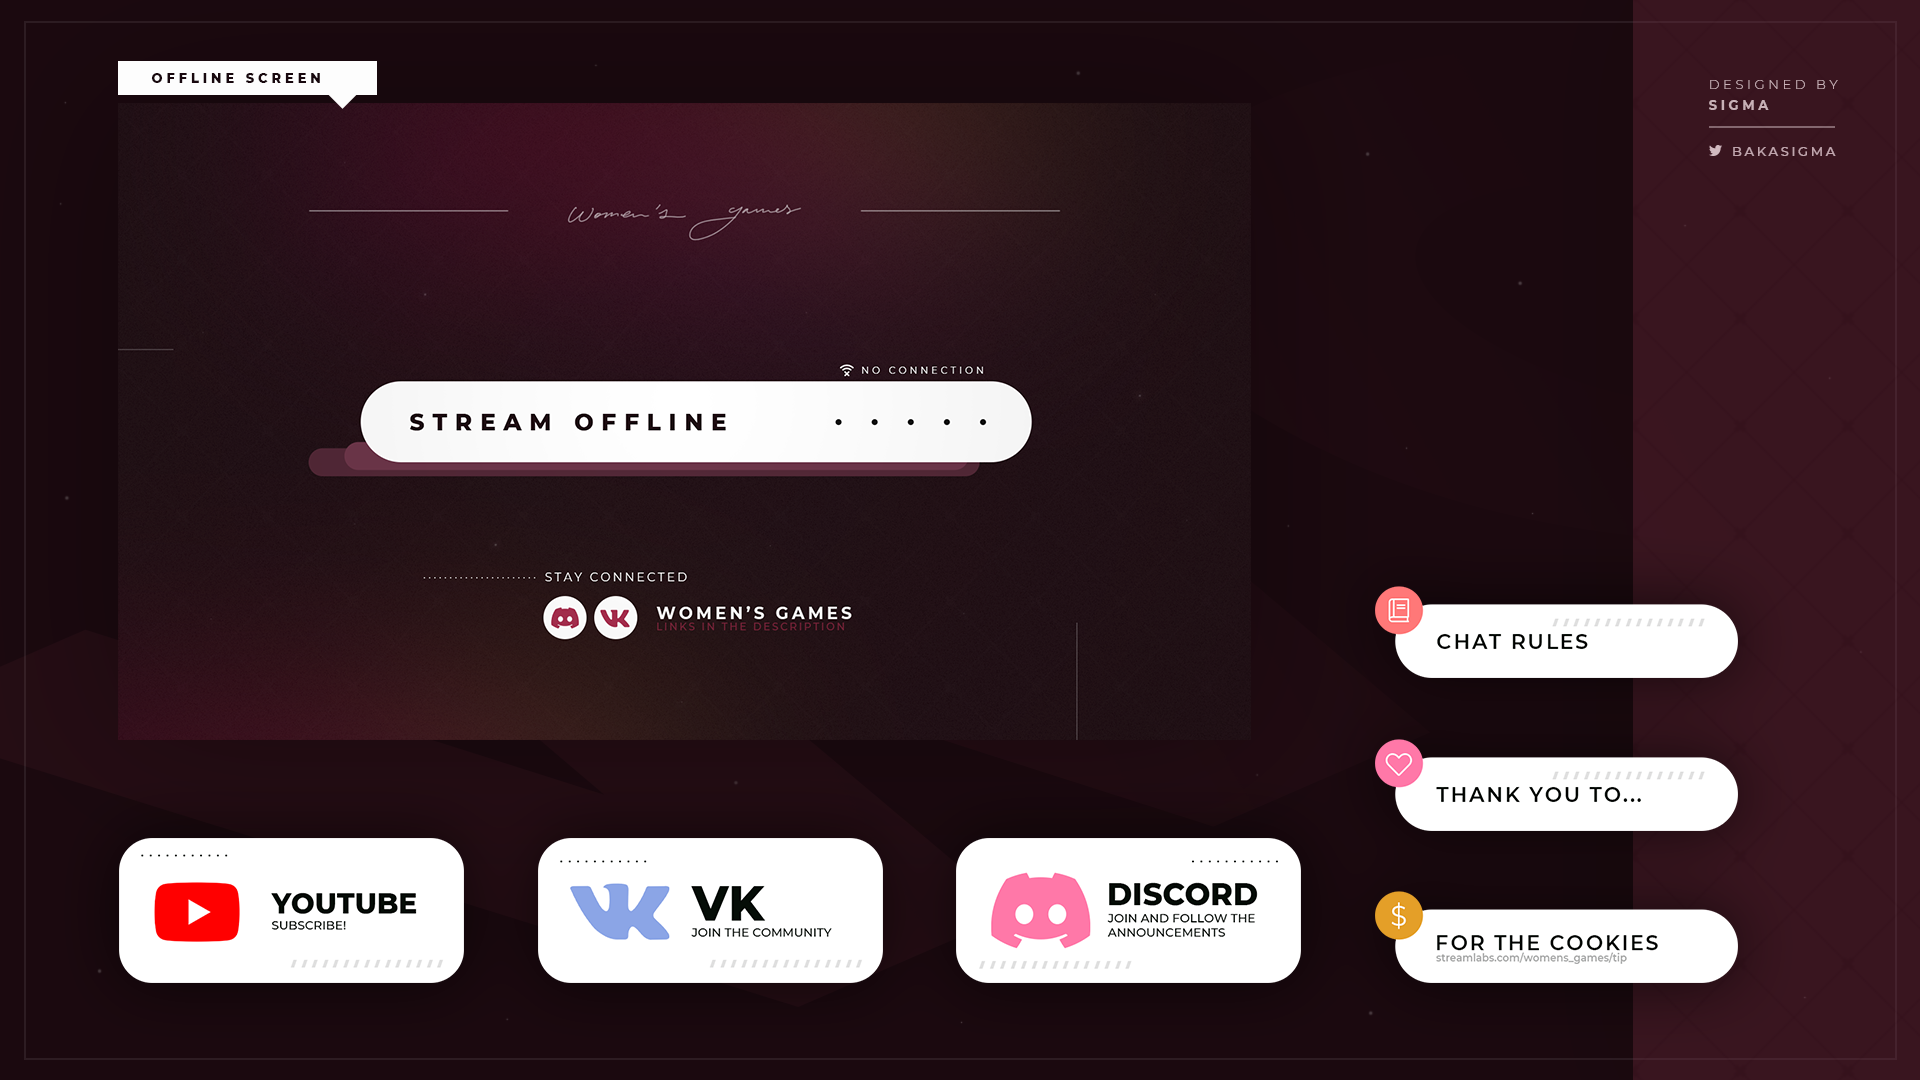 OFFLINE SCREEN
DESIGNED BY
SIGMA
BAKASIGMA
Women's games
NO CONNECTION
STREAM OFFLINE
STAY CONNECTED
WOMEN’S GAMES
LINKS IN THE DESCRIPTION
CHAT RULES
THANK YOU TO...
FOR THE COOKIES
streamlabs.com/womens_games/tip
YOUTUBE
SUBSCRIBE!
VK
JOIN THE COMMUNITY
DISCORD
JOIN AND FOLLOW THE
ANNOUNCEMENTS